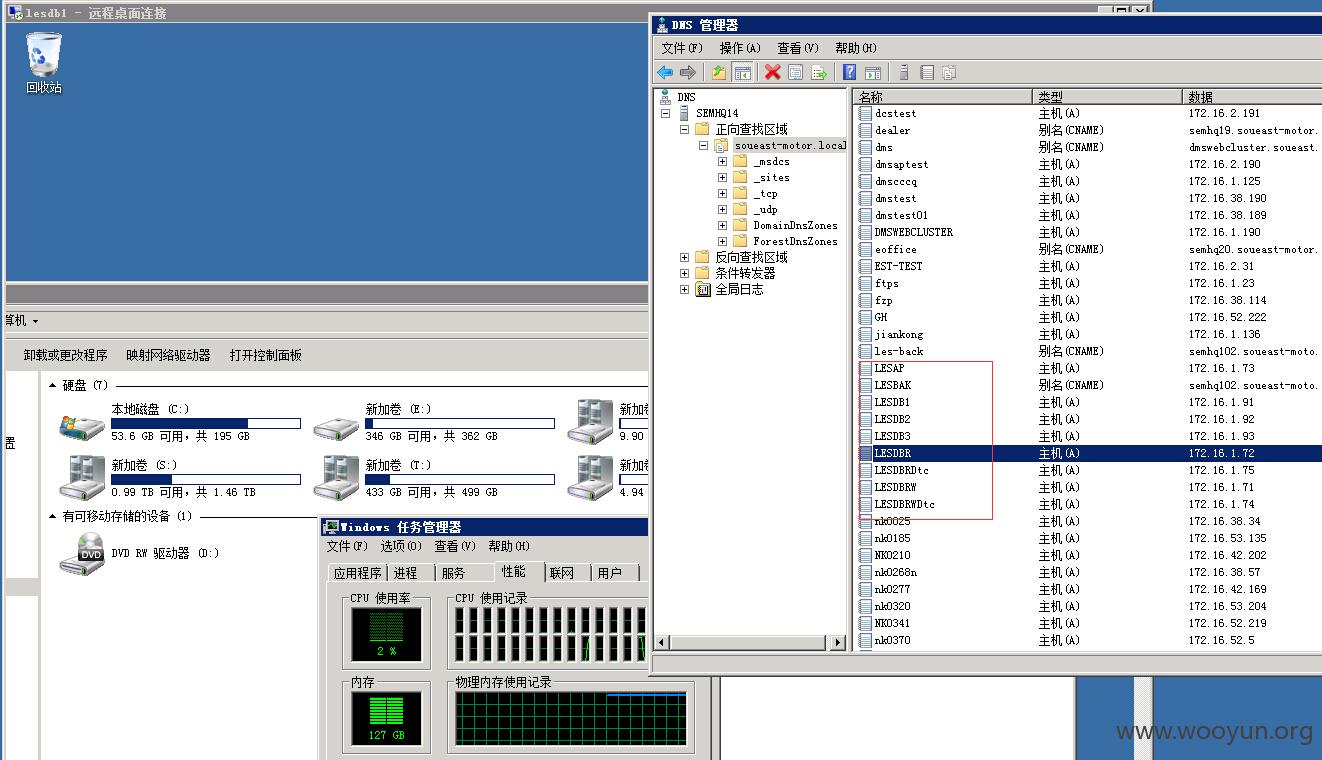 lesdb1 - 远程桌面连接
回收站
算机
卸载或更改程序 映射网络驱动器 打开控制面板
硬盘 (7)
本地磁盘 (C:)
53.6 GB 可用，共 195 GB
新加卷 (E:)
346 GB 可用，共 362 GB
新加
9.90
新加卷 (S:)
0.99 TB 可用，共 1.46 TB
新加卷 (T:)
433 GB 可用，共 499 GB
新加
4.94
置
有可移动存储的设备 (1)
DVD
DVD RW 驱动器 (D:)
Windows 任务管理器
文件(F) 选项(O) 查看(V) 帮助(H)
应用程序 进程 服务 性能 联网 用户
CPU 使用率
2 %
CPU 使用记录
内存
127 GB
物理内存使用记录
DNS 管理器
文件(F) 操作(A) 查看(V) 帮助(H)
DNS
SEMHQ14
正向查找区域
soueast-motor.local
_msdcs
_sites
_tcp
_udp
DomainDnsZones
ForestDnsZones
反向查找区域
条件转发器
全局日志
名称 类型 数据
dcstest 主机(A) 172.16.2.191
dealer 别名(CNAME) semhq19.soueast-motor.
dms 别名(CNAME) dmswebcluster.soueast.
dmsaptest 主机(A) 172.16.2.190
dmscccq 主机(A) 172.16.1.125
dmstest 主机(A) 172.16.38.190
dmstest01 主机(A) 172.16.38.189
DMSWEBCLUSTER 主机(A) 172.16.1.190
eoffice 别名(CNAME) semhq20.soueast-motor.
EST-TEST 主机(A) 172.16.2.31
ftps 主机(A) 172.16.1.23
fzp 主机(A) 172.16.38.114
GH 主机(A) 172.16.52.222
jiankong 主机(A) 172.16.1.136
les-back 别名(CNAME) semhq102.soueast-moto.
LESAP 主机(A) 172.16.1.73
LESBAK 别名(CNAME) semhq102.soueast-moto.
LESDB1 主机(A) 172.16.1.91
LESDB2 主机(A) 172.16.1.92
LESDB3 主机(A) 172.16.1.93
LESDBR 主机(A) 172.16.1.72
LESDBRDtc 主机(A) 172.16.1.75
LESDBRW 主机(A) 172.16.1.71
LESDBRWDtc 主机(A) 172.16.1.74
nk0025 主机(A) 172.16.38.34
nk0185 主机(A) 172.16.53.135
NK0210 主机(A) 172.16.42.202
nk0268n 主机(A) 172.16.38.57
nk0277 主机(A) 172.16.42.169
nk0320 主机(A) 172.16.53.204
NK0341 主机(A) 172.16.52.219
nk0370 主机(A) 172.16.52.5
www.wooyun.org